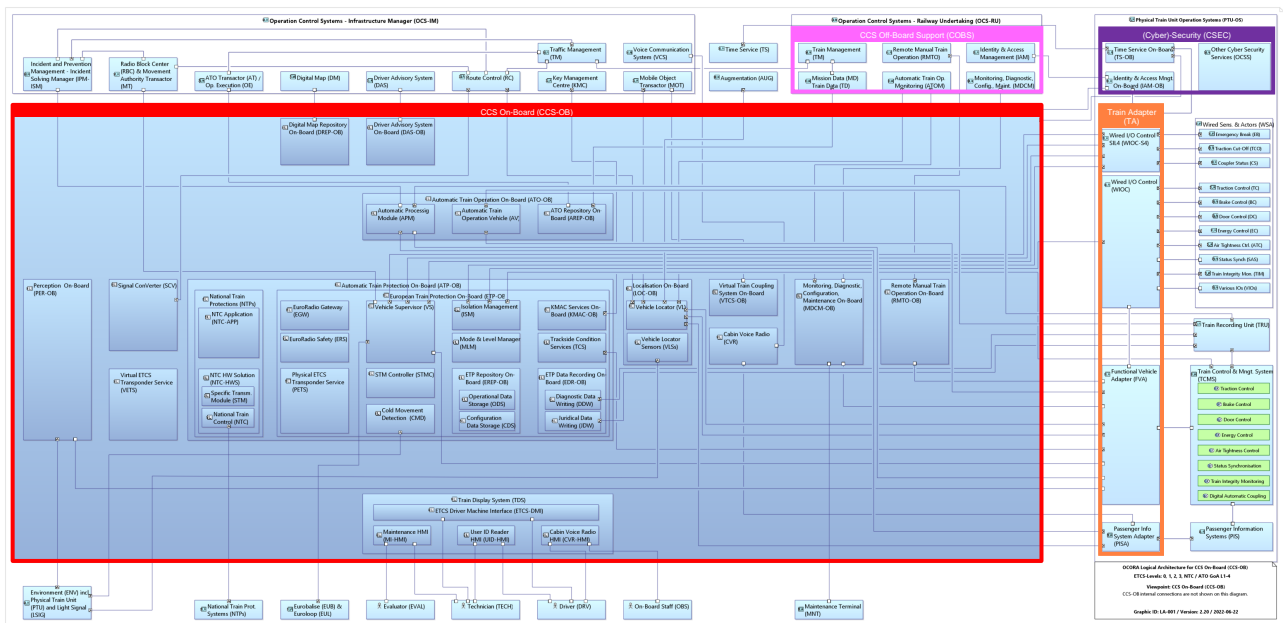 Operation Control Systems - Infrastructure Manager (OCS-IM)
Operation Control Systems - Railway Undertaking (OCS-RU)
Physical Train Unit Operation Systems (PTU-OS)
CCS Off-Board Support (COBS)
(Cyber)-Security (CSEC)
Incident and Prevention
Management - Incident
Solving Manager (IPM-
ISM)
Radio Block Center
(RBC) & Movement
Authority Transactor
(MT)
ATO Transactor (AT) /
Op. Execution (OE)
Digital Map (DM)
Driver Advisory System
(DAS)
Traffic Management
(TM)
Route Control (RC)
Key Management
Centre (KMC)
Voice Communication
System (VCS)
Mobile Object
Transactor (MOT)
Time Service (TS)
Augmentation (AUG)
Train Management
(TM)
Remote Manual Train
Operation (RMTO)
Identity & Access
Management (IAM)
Mission Data (MD)
Train Data (TD)
Automatic Train Op.
Monitoring (ATOM)
Monitoring, Diagnostic,
Config., Maint. (MDCM)
Time Service On-Board
(TS-OB)
Other Cyber Security
Services (OCSS)
Identity & Access Mngt.
On-Board (IAM-OB)
CCS On-Board (CCS-OB)
Train Adapter
(TA)
Digital Map Repository
On-Board (DREP-OB)
Driver Advisory System
On-Board (DAS-OB)
Wired I/O Control
SIL4 (WIOC-S4)
Wired I/O Control
(WIOC)
Wired Sens. & Actors (WSA)
Emergency Break (EB)
Traction Cut-Off (TCO)
Coupler Status (CS)
Traction Control (TC)
Brake Control (BC)
Door Control (DC)
Energy Control (EC)
Air Tightness Ctrl. (ATC)
Status Synch (SAS)
Train Integrity Mon. (TIM)
Various IOs (VIOs)
Automatic Train Operation On-Board (ATO-OB)
Automatic Processig
Module (APM)
Automatic Train
Operation Vehicle (AV)
ATO Repository On-
Board (AREP-OB)
Perception On-Board
(PER-OB)
Signal ConVerter (SCV)
Virtual ETCS
Transponder Service
(VETS)
Automatic Train Protection On-Board (ATP-OB)
European Train Protection On-Board (ETP-OB
National Train
Protections (NTPs)
NTC Application
(NTC-APP)
NTC HW Solution
(NTC-HWS)
Specific Transm.
Module (STM)
National Train
Control (NTC)
EuroRadio Gateway
(EGW)
EuroRadio Safety (ERS)
Physical ETCS
Transponder Service
(PETS)
Vehicle Supervisor (VS)
STM Controller (STMC)
Cold Movement
Detection (CMD)
Isolation Management
(ISM)
Mode & Level Manager
(MLM)
ETP Repository On-
Board (EREP-OB)
Operational Data
Storage (ODS)
Configuration
Data Storage (CDS)
KMAC Services On-
Board (KMAC-OB)
Trackside Condition
Services (TCS)
ETP Data Recording On-
Board (EDR-OB)
Diagnostic Data
Writing (DDW)
Juridical Data
Writing (JDW)
Localisation On-Board
(LOC-OB)
Vehicle Locator (VL)
Vehicle Locator
Sensors (VLSs)
Virtual Train Coupling
System On-Board
(VTCS-OB)
Cabin Voice Radio
(CVR)
Monitoring, Diagnostic,
Configuration,
Maintenance On-Board
(MDCM-OB)
Remote Manual Train
Operation On-Board
(RMTO-OB)
Train Recording Unit (TRU)
Functional Vehicle
Adapter (FVA)
Train Control & Mngt. System
(TCMS)
Traction Control
Brake Control
Door Control
Energy Control
Air Tightness Control
Status Synchronisation
Train Integrity Monitoring
Digital Automatic Coupling
Passenger Info
System Adapter
(PISA)
Passenger Information
Systems (PIS)
Train Display System (TDS)
ETCS Driver Machine Interface (ETCS-DMI)
Maintenance HMI
(MI-HMI)
User ID Reader
HMI (UID-HMI)
Cabin Voice Radio
HMI (CVR-HMI)
Environment (ENV) incl.
Physical Train Unit
(PTU) and Light Signal
(LSIG)
National Train Prot.
Systems (NTPs)
Eurobalise (EUB) &
Euroloop (EUL)
Evaluator (EVAL)
Technician (TECH)
Driver (DRV)
On-Board Staff (OBS)
Maintenance Terminal
(MNT)
OCORA Logical Architecture for CCS On-Board (CCS-OB)
ETCS-Levels: 0, 1, 2, 3, NTC / ATO GoA L1-4
Viewpoint: CCS On-Board (CCS-OB)
CCS-OB internal connections are not shown on this diagram.
Graphic ID: LA-001 / Version: 2.20 / 2022-06-22